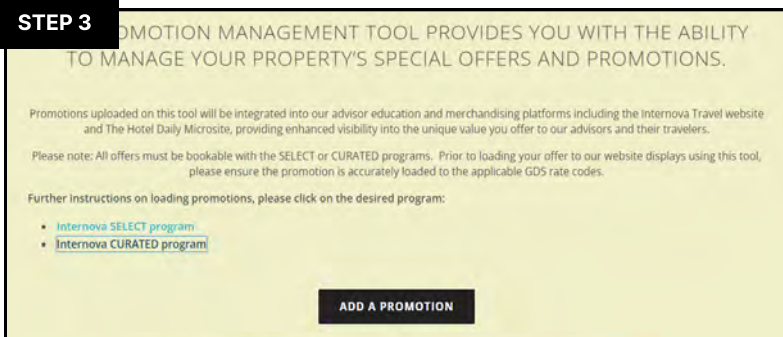 STEP 3
OMOTION MANAGEMENT TOOL PROVIDES YOU WITH THE ABILITY
TO MANAGE YOUR PROPERTY'S SPECIAL OFFERS AND PROMOTIONS.
Promotions uploaded on this tool will be integrated into our advisor education and merchandising platforms including the Internova Travel website
and The Hotel Daily Microsite, providing enhanced visibility into the unique value you offer to our advisors and their travelers.
Please note: All offers must be bookable with the SELECT or CURATED programs. Prior to loading your offer to our website displays using this tool,
please ensure the promotion is accurately loaded to the applicable GDS rate codes.
Further instructions on loading promotions, please click on the desired program:
• Internova SELECT program
• Internova CURATED program
ADD A PROMOTION